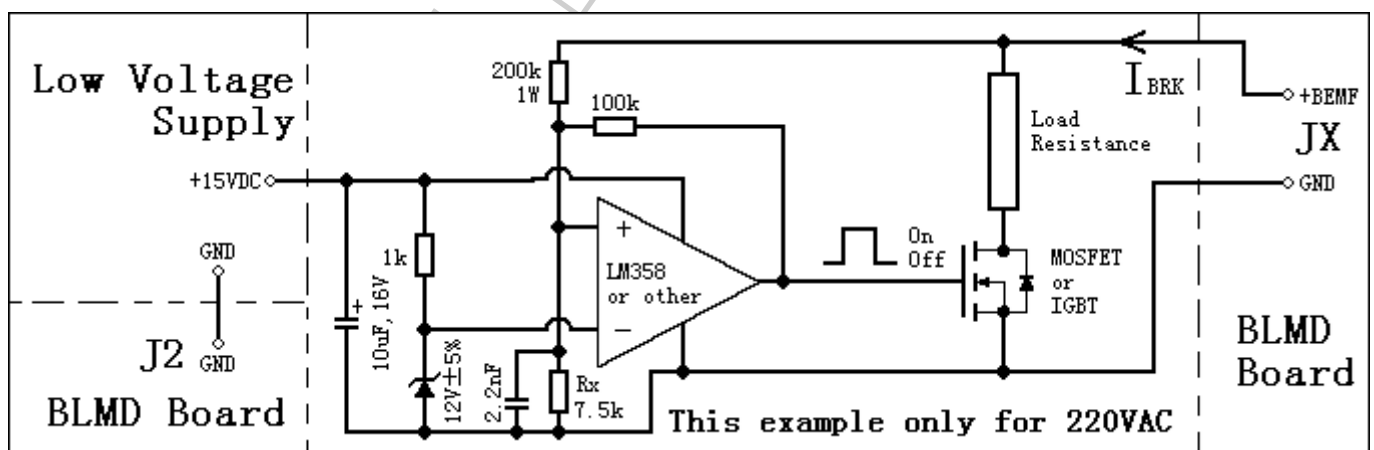 Low Voltage
Supply
+15VDC
GND
J2
GND
BLMD Board
10uF,16V
+
1k
12V±5%
2.2nF
200k
1W
100k
+
LM358
or other
−
Rx
7.5k
On
Off
Load
Resistance
MOSFET
or
IGBT
This example only for 220VAC
IBRK
+BEMF
JX
GND
BLMD
Board